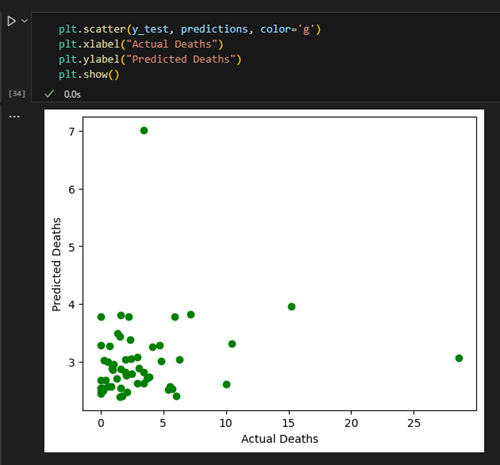 plt.scatter(y_test, predictions, color='g')
plt.xlabel("Actual Deaths")
plt.ylabel("Predicted Deaths")
plt.show()
[34]
0.0s
...
7
6
5
4
3
Predicted Deaths
0 5 10 15 20 25
Actual Deaths